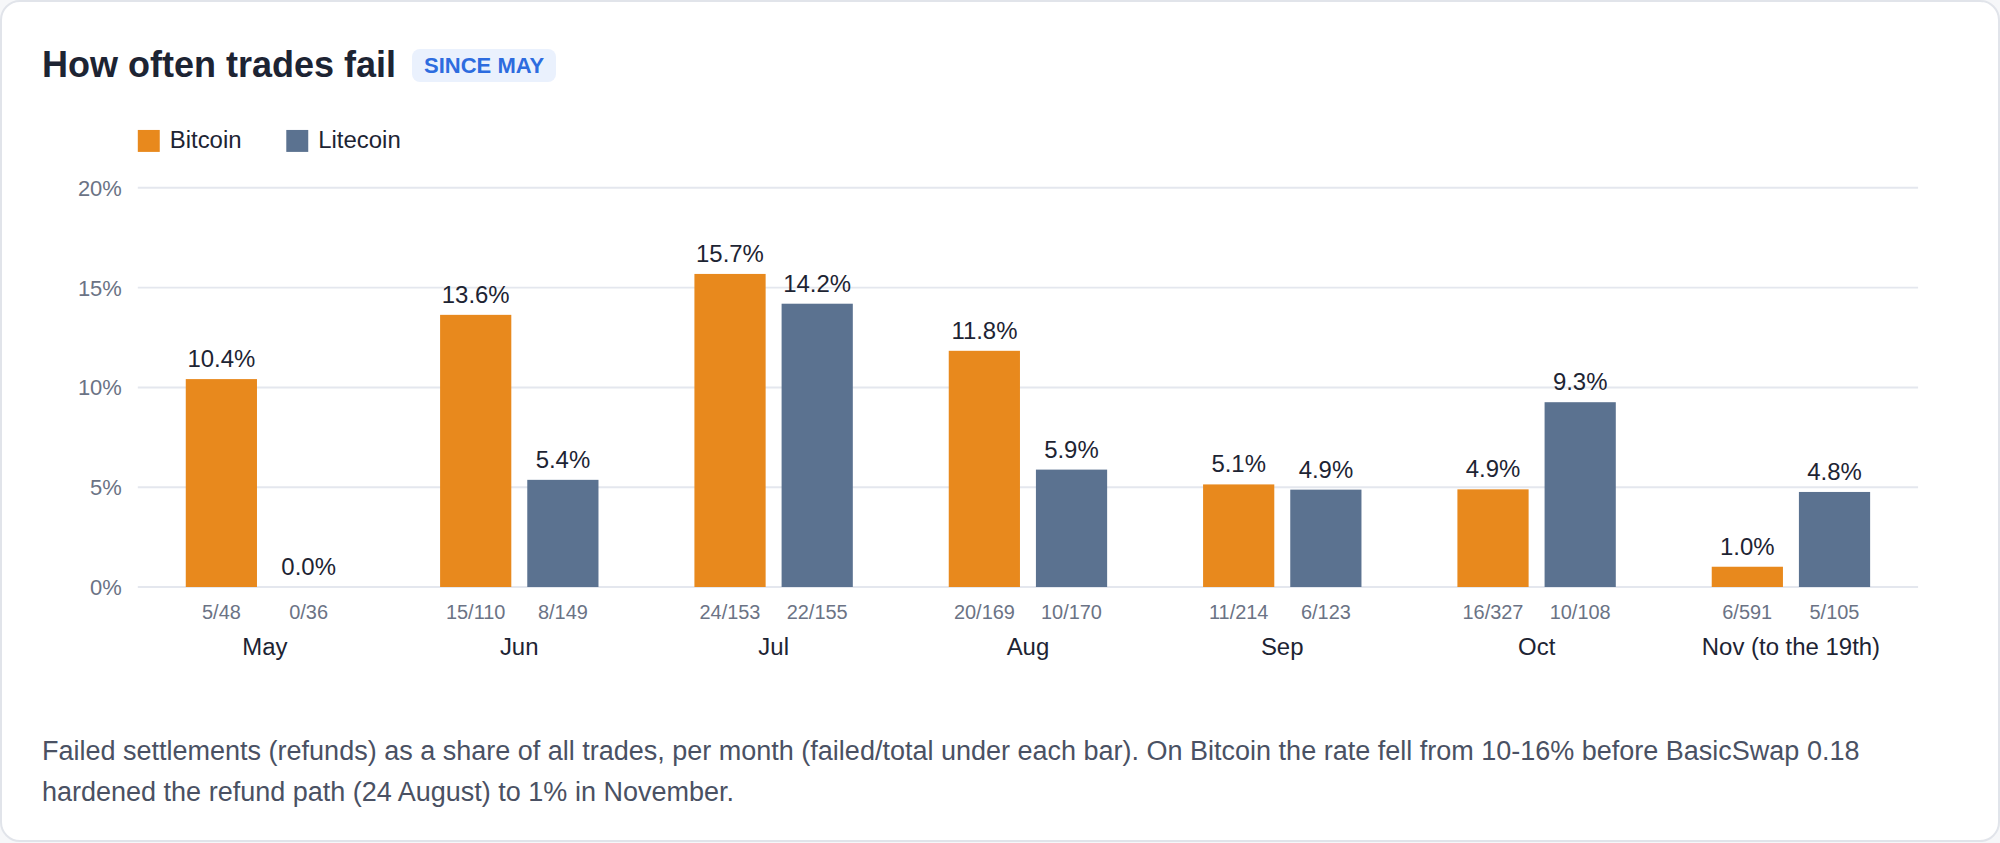 How often trades fail SINCE MAY
Bitcoin Litecoin
20%
15%
10%
5%
0%
10.4% 0.0% 13.6% 5.4% 15.7% 14.2% 11.8% 5.9% 5.1% 4.9% 4.9% 9.3% 1.0% 4.8%
5/48 0/36 15/110 8/149 24/153 22/155 20/169 10/170 11/214 6/123 16/327 10/108 6/591 5/105
May Jun Jul Aug Sep Oct Nov (to the 19th)
Failed settlements (refunds) as a share of all trades, per month (failed/total under each bar). On Bitcoin the rate fell from 10-16% before BasicSwap 0.18
hardened the refund path (24 August) to 1% in November.